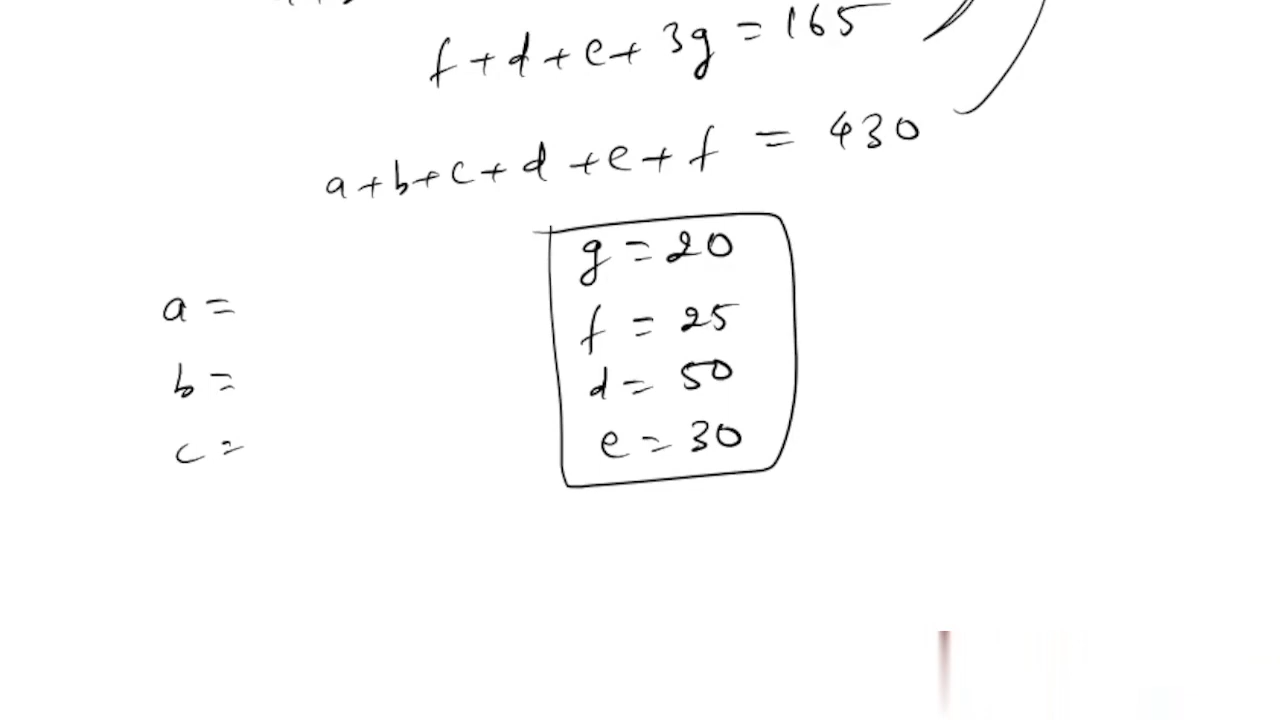 f+d+e+3g = 165
a+b+c+d+e+f = 430
g = 20
a =
f = 25
b =
d = 50
c =
e = 30